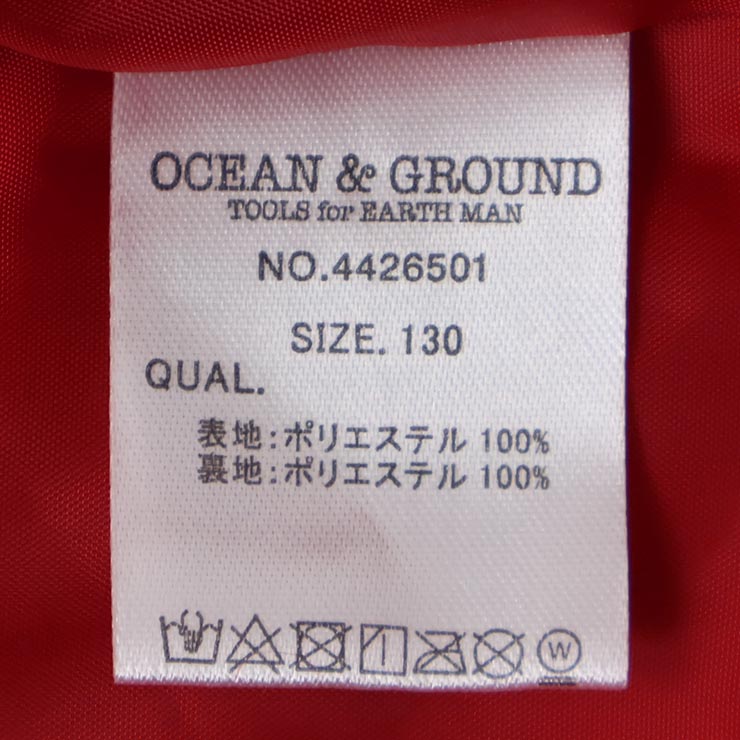 OCEAN & GROUND
TOOLS for EARTH MAN
NO.4426501
SIZE. 130
QUAL.
表地:ポリエステル 100%
裏地:ポリエステル 100%
W